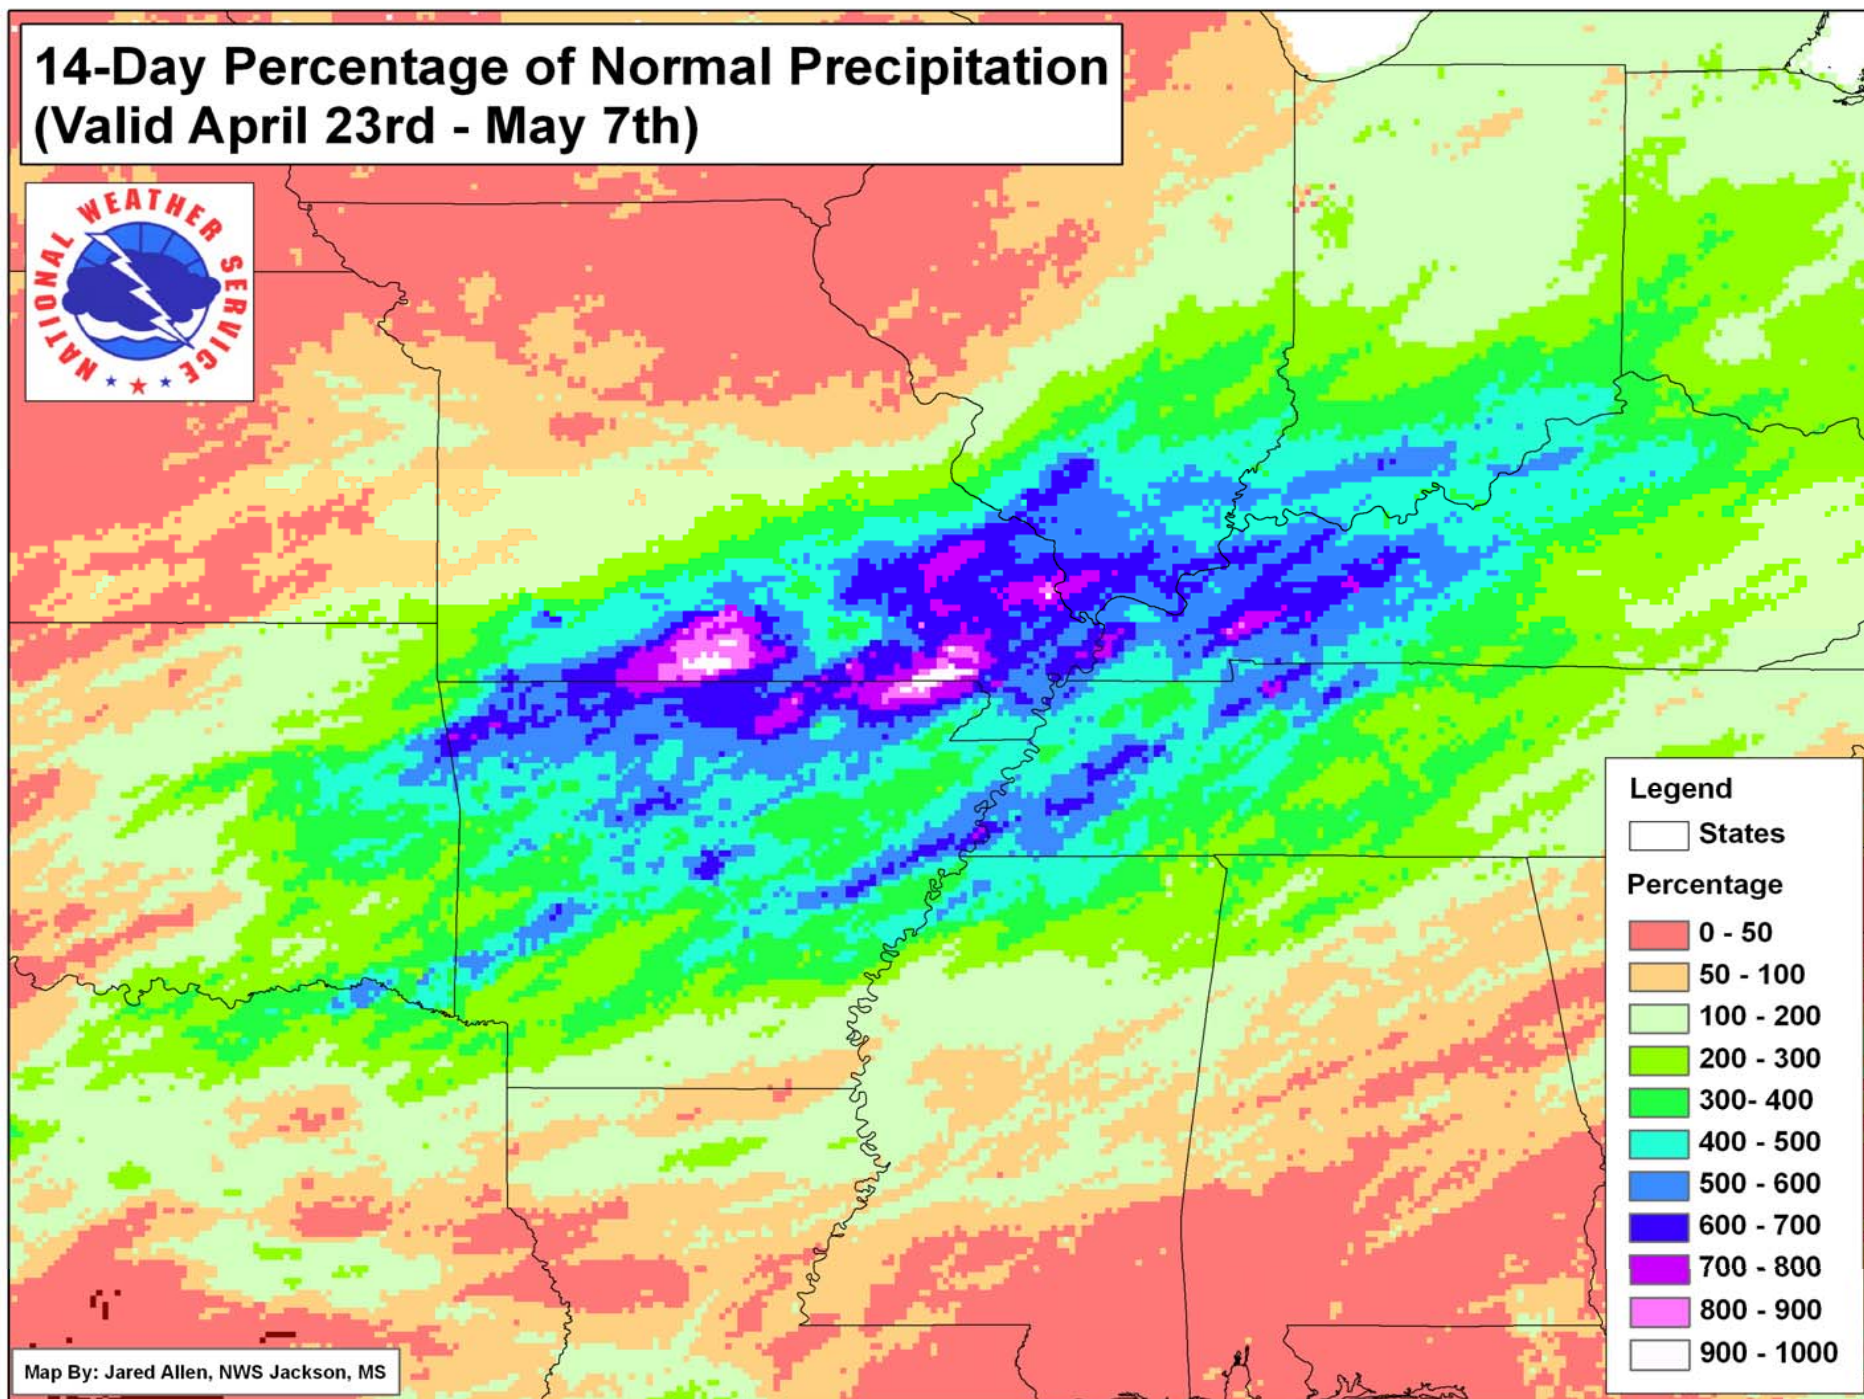 14-Day Percentage of Normal Precipitation
(Valid April 23rd - May 7th)
NATIONAL WEATHER SERVICE
Legend
States
Percentage
0 - 50
50 - 100
100 - 200
200 - 300
300- 400
400 - 500
500 - 600
600 - 700
700 - 800
800 - 900
900 - 1000
Map By: Jared Allen, NWS Jackson, MS